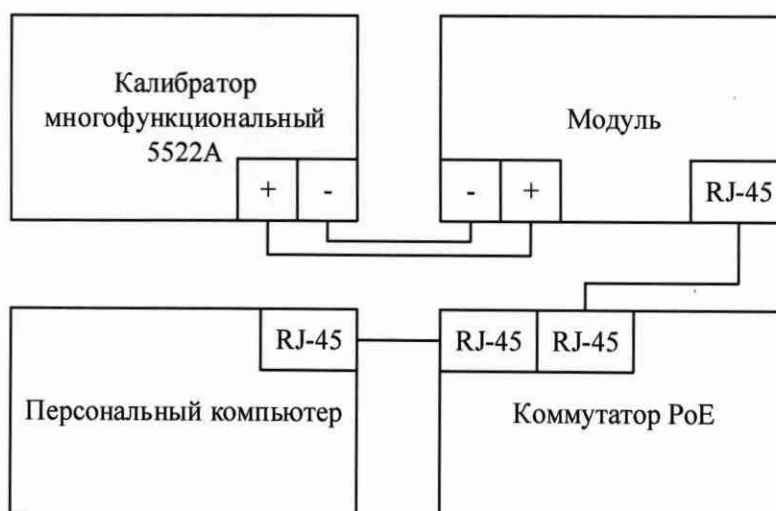 Калибратор
многофункциональный
5522А
+ -
Модуль
- +
RJ-45
RJ-45
Персональный компьютер
RJ-45 RJ-45
Коммутатор PoE